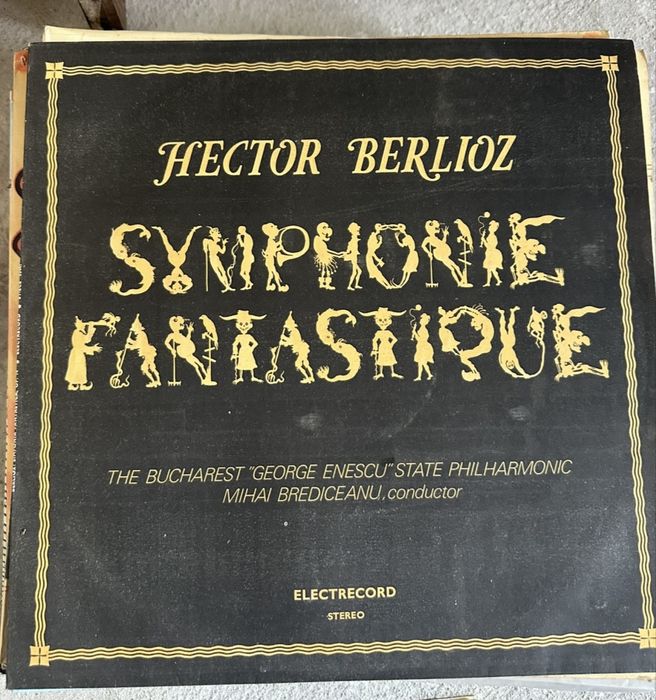 HECTOR BERLIOZ
SYMPHONIE
FANTASTIQUE
THE BUCHAREST "GEORGE ENESCU" STATE PHILHARMONIC
MIHAI BREDICEANU, conductor
ELECTRECORD
STEREO